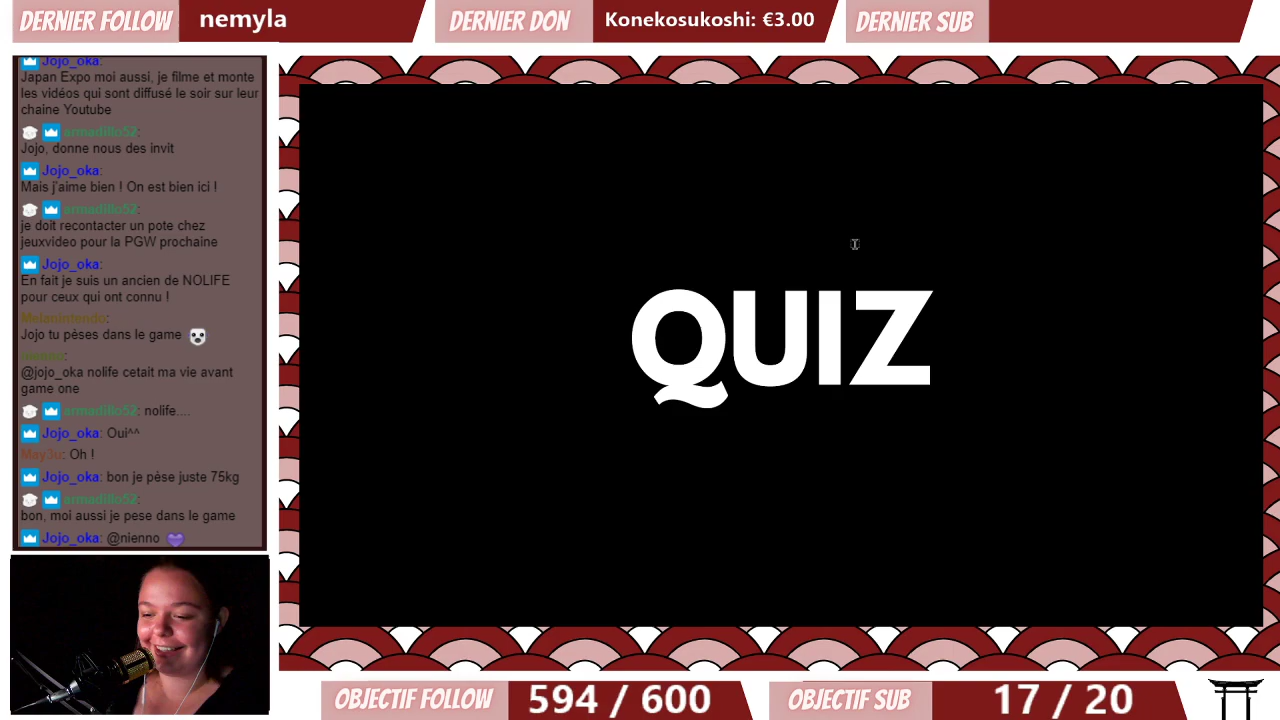 DERNIER FOLLOW nemyla DERNIER DON Konekosukoshi: €3.00 DERNIER SUB
Jojo_oka:
Japan Expo moi aussi, je filme et monte
les vidéos qui sont diffusé le soir sur leur
chaine Youtube
armadillo52:
Jojo, donne nous des invit
Jojo_oka:
Mais j'aime bien ! On est bien ici !
armadillo52:
je doit recontacter un pote chez
jeuxvideo pour la PGW prochaine
Jojo_oka:
En fait je suis un ancien de NOLIFE
pour ceux qui ont connu !
Meisnintendo:
Jojo tu pèses dans le game
nienno:
@jojo_oka nolife cetait ma vie avant
game one
armadillo52: nolife....
Jojo_oka: Oui^^
May3u: Oh !
Jojo_oka: bon je pèse juste 75kg
armadillo52:
bon, moi aussi je pese dans le game
Jojo_oka: @nienno
QUIZ
OBJECTIF FOLLOW 594 / 600 OBJECTIF SUB 17 / 20